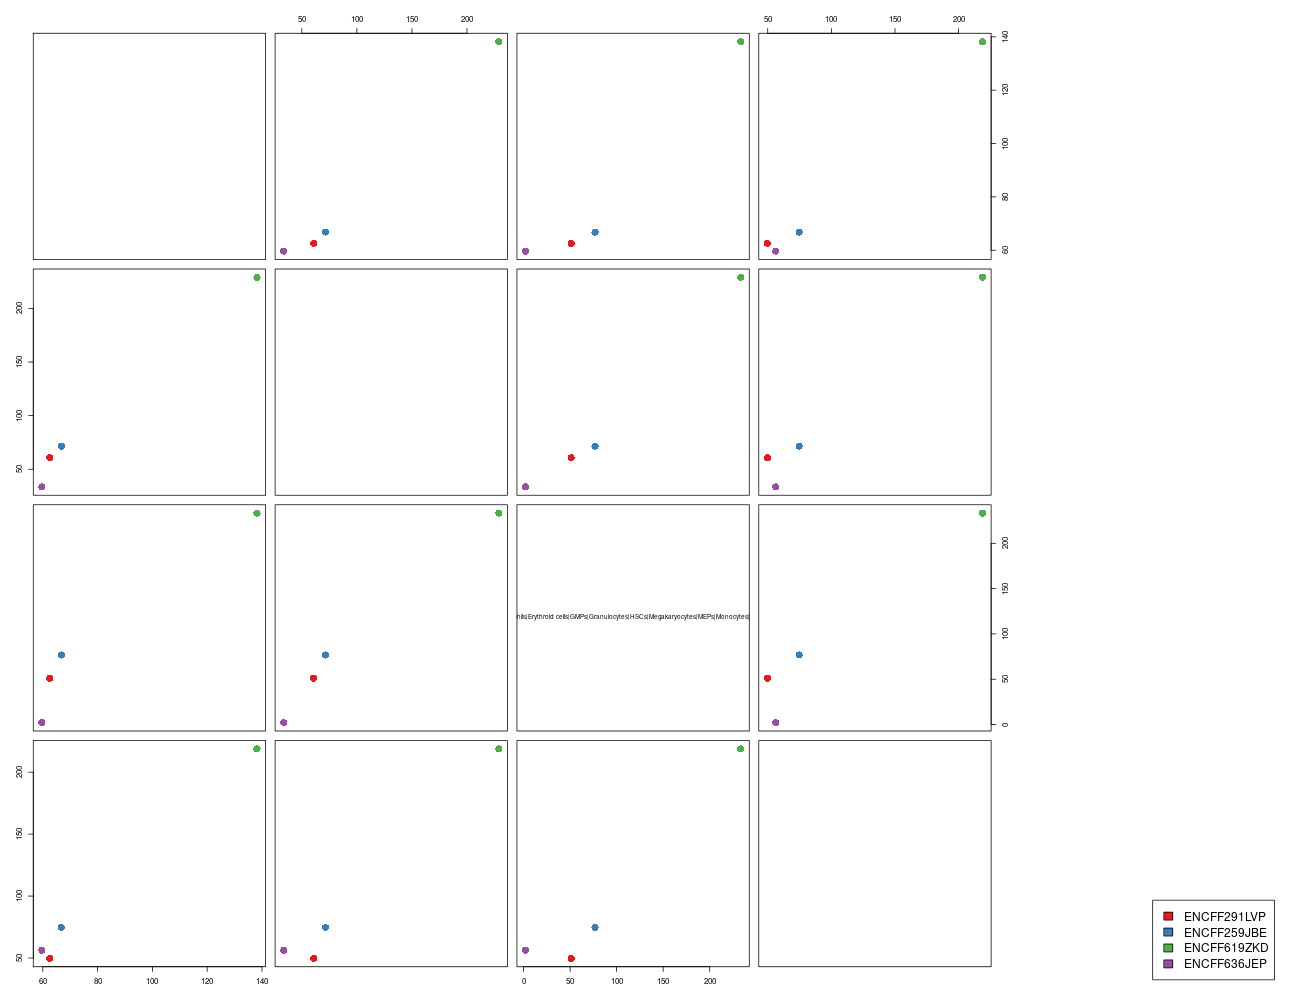 50 100 150 200 50 100 150 200
60 80 100 120 140
50 100 150 200
0 50 100 150 200
hils|Erythroid cells|GMPs|Granulocytes|HSCs|Megakaryocytes|MEPs|Monocytes|
50 100 150 200
60 80 100 120 140 0 50 100 150 200
ENCFF291LVP
ENCFF259JBE
ENCFF619ZKD
ENCFF636JEP